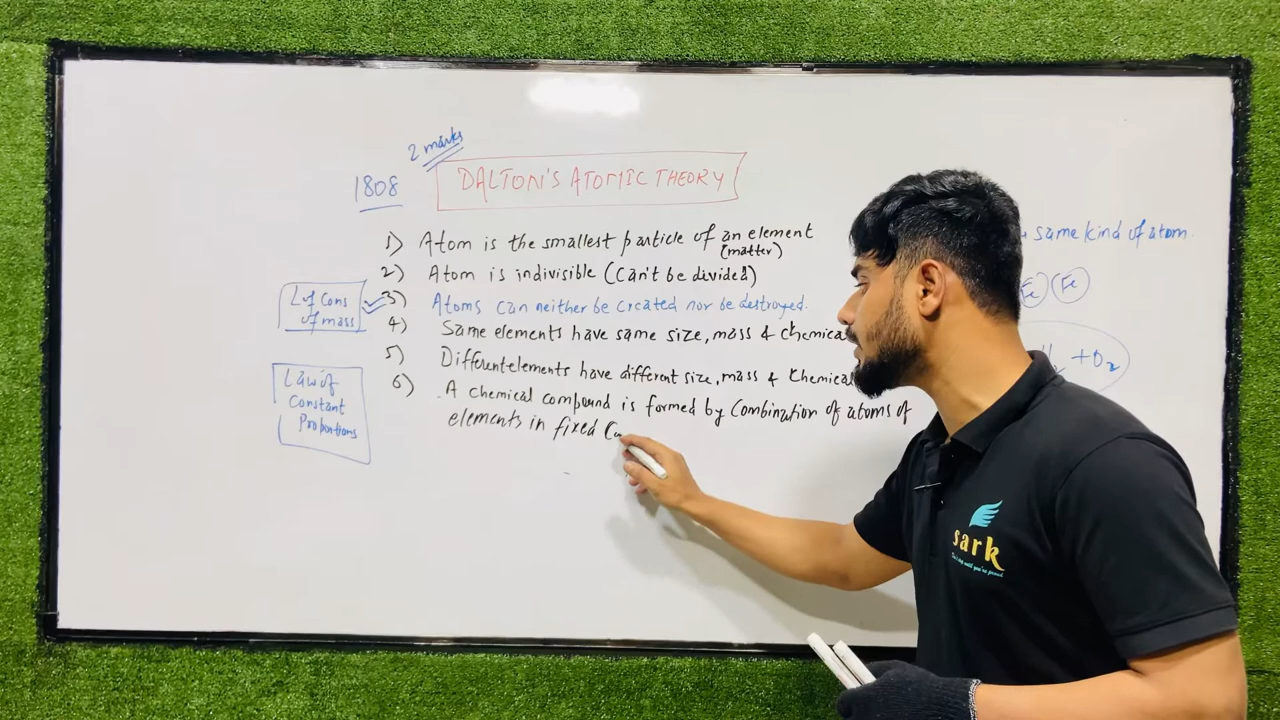 2 marks
1808
DALTON'S ATOMIC THEORY
1) Atom is the smallest particle of an element
(matter)
2) Atom is indivisible (Can't be divided)
3) Atoms can neither be created nor be destroyed.
4) Same elements have same size, mass & Chemica
5) Different elements have different size, mass & Chemical
6) A chemical compound is formed by Combination of atoms of
elements in fixed (
L of Cons
of mass
Law of
Constant
Proportions
same kind of atom.
Fe Fe
+ O2
sark